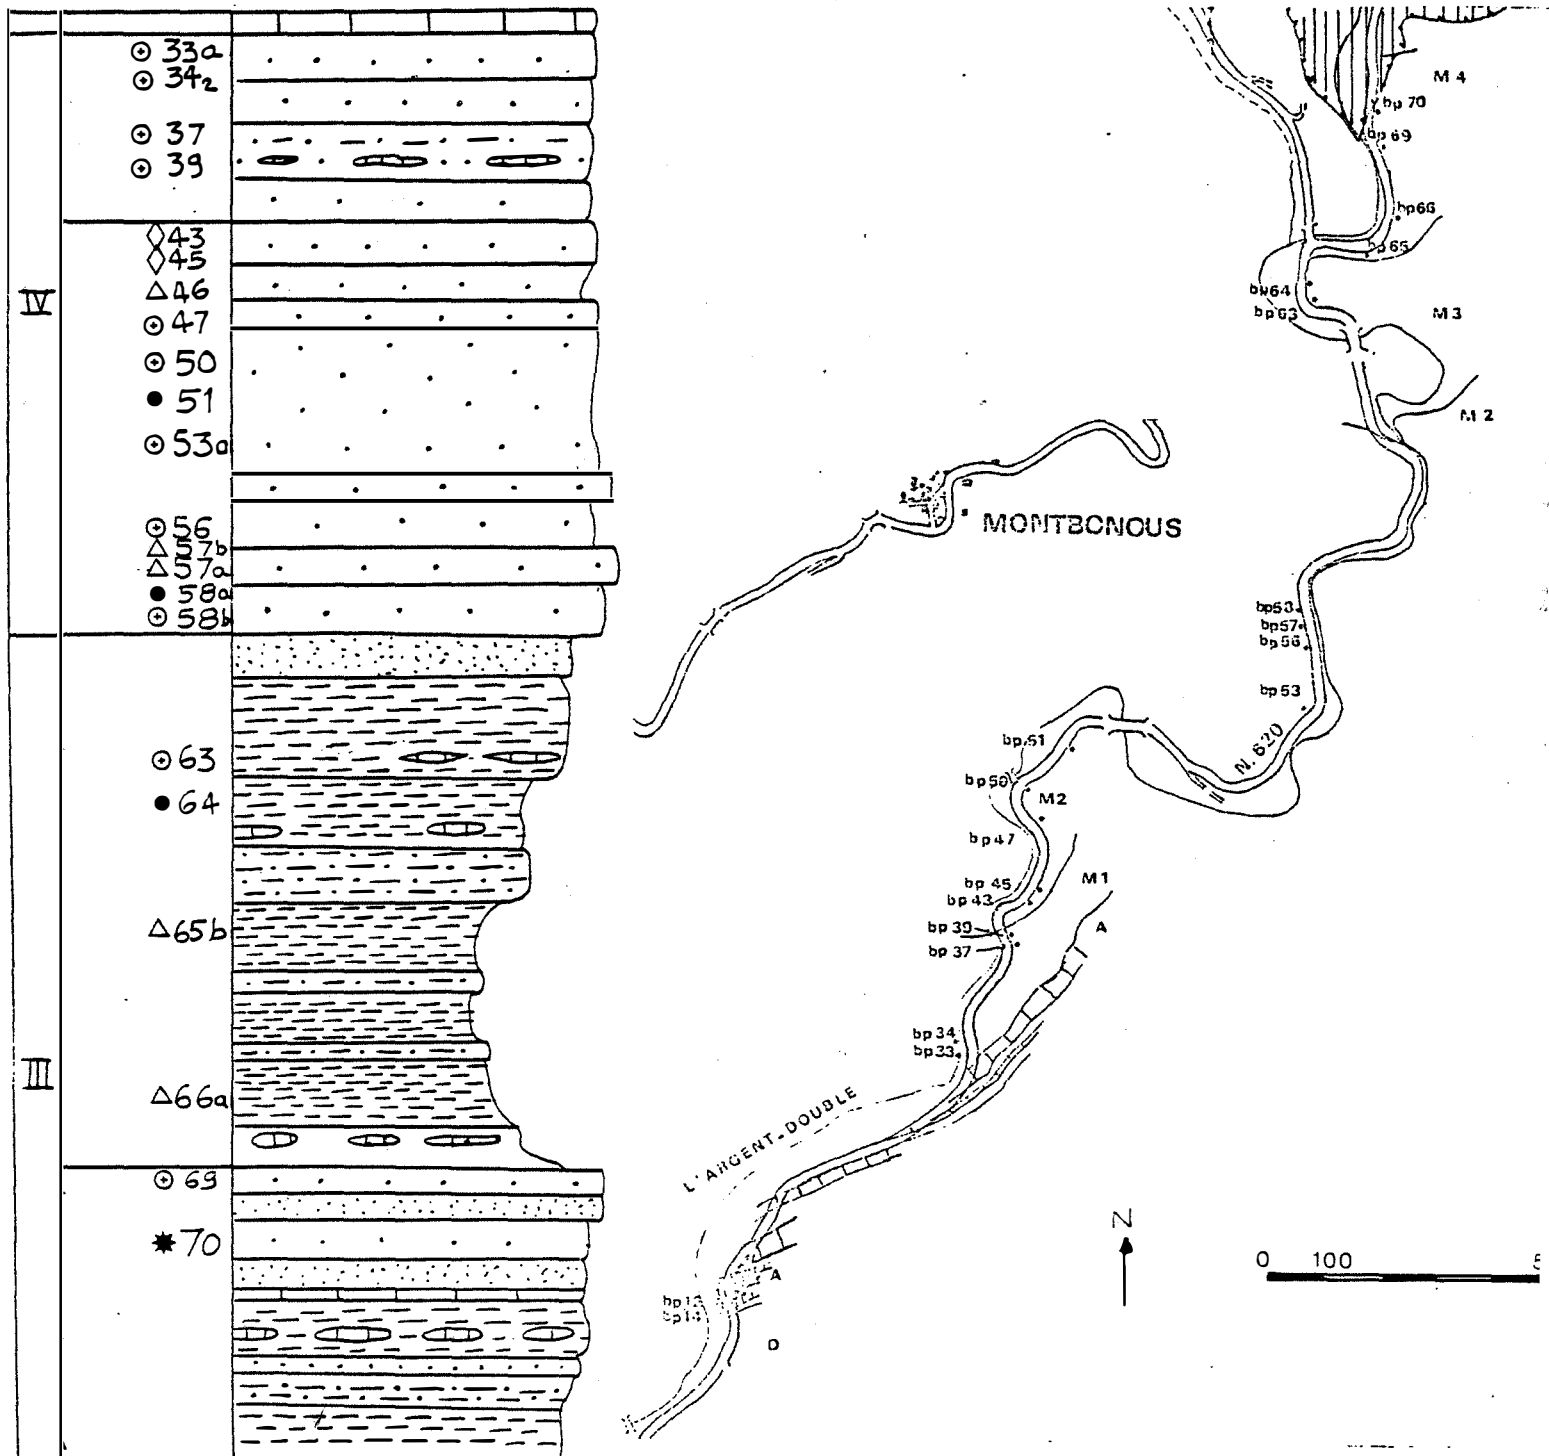 33a
34₂
37
39
IV
43
45
46
47
50
51
53a
56
57b
57a
58a
58b
63
64
65b
III
66a
69
70
M 4
bp 70
bp 69
bp66
bp65
bp64
bp63
M3
M 2
MONTBONOUS
bp58
bp57
bp56
bp53
N.620
bp 51
bp50
M2
bp47
bp 45
bp 43
M1
bp 39
A
bp 37
bp 34
bp 33
L'ARGENT-DOUBLE
N
0 100 5
A
D